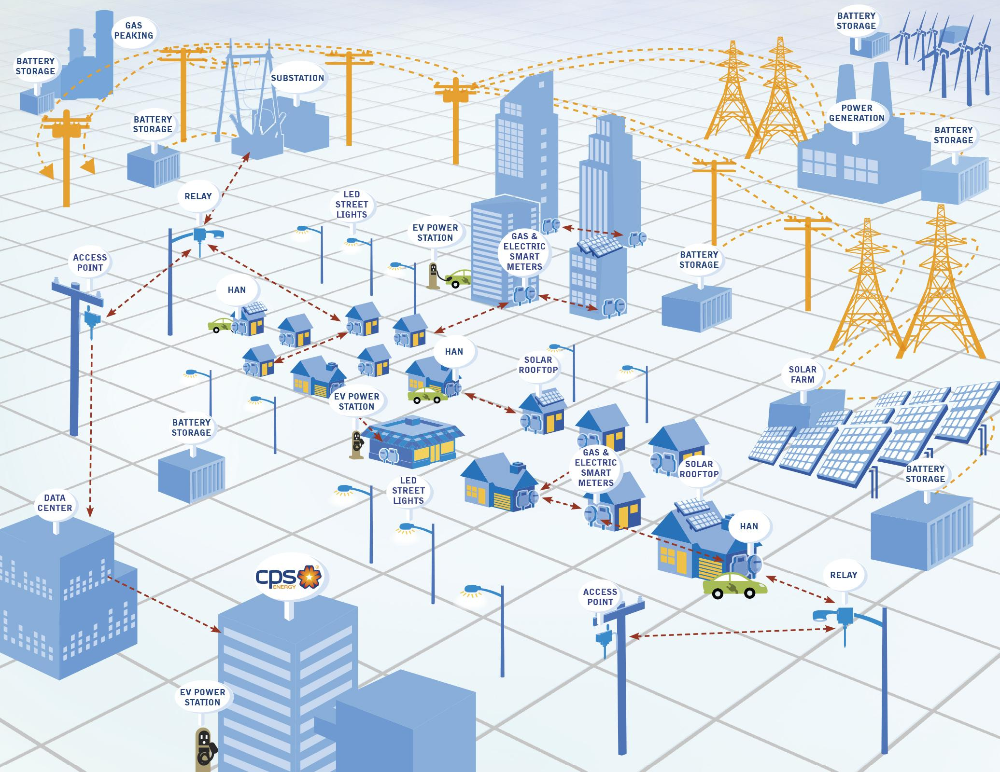 BATTERY
STORAGE
GAS
PEAKING
BATTERY
STORAGE
SUBSTATION
BATTERY
STORAGE
POWER
GENERATION
BATTERY
STORAGE
RELAY
LED
STREET
LIGHTS
EV POWER
STATION
GAS &
ELECTRIC
SMART
METERS
BATTERY
STORAGE
ACCESS
POINT
HAN
HAN
SOLAR
ROOFTOP
SOLAR
FARM
EV POWER
STATION
BATTERY
STORAGE
GAS &
ELECTRIC
SMART
METERS
SOLAR
ROOFTOP
BATTERY
STORAGE
LED
STREET
LIGHTS
DATA
CENTER
HAN
cps
ENERGY
®
RELAY
ACCESS
POINT
EV POWER
STATION